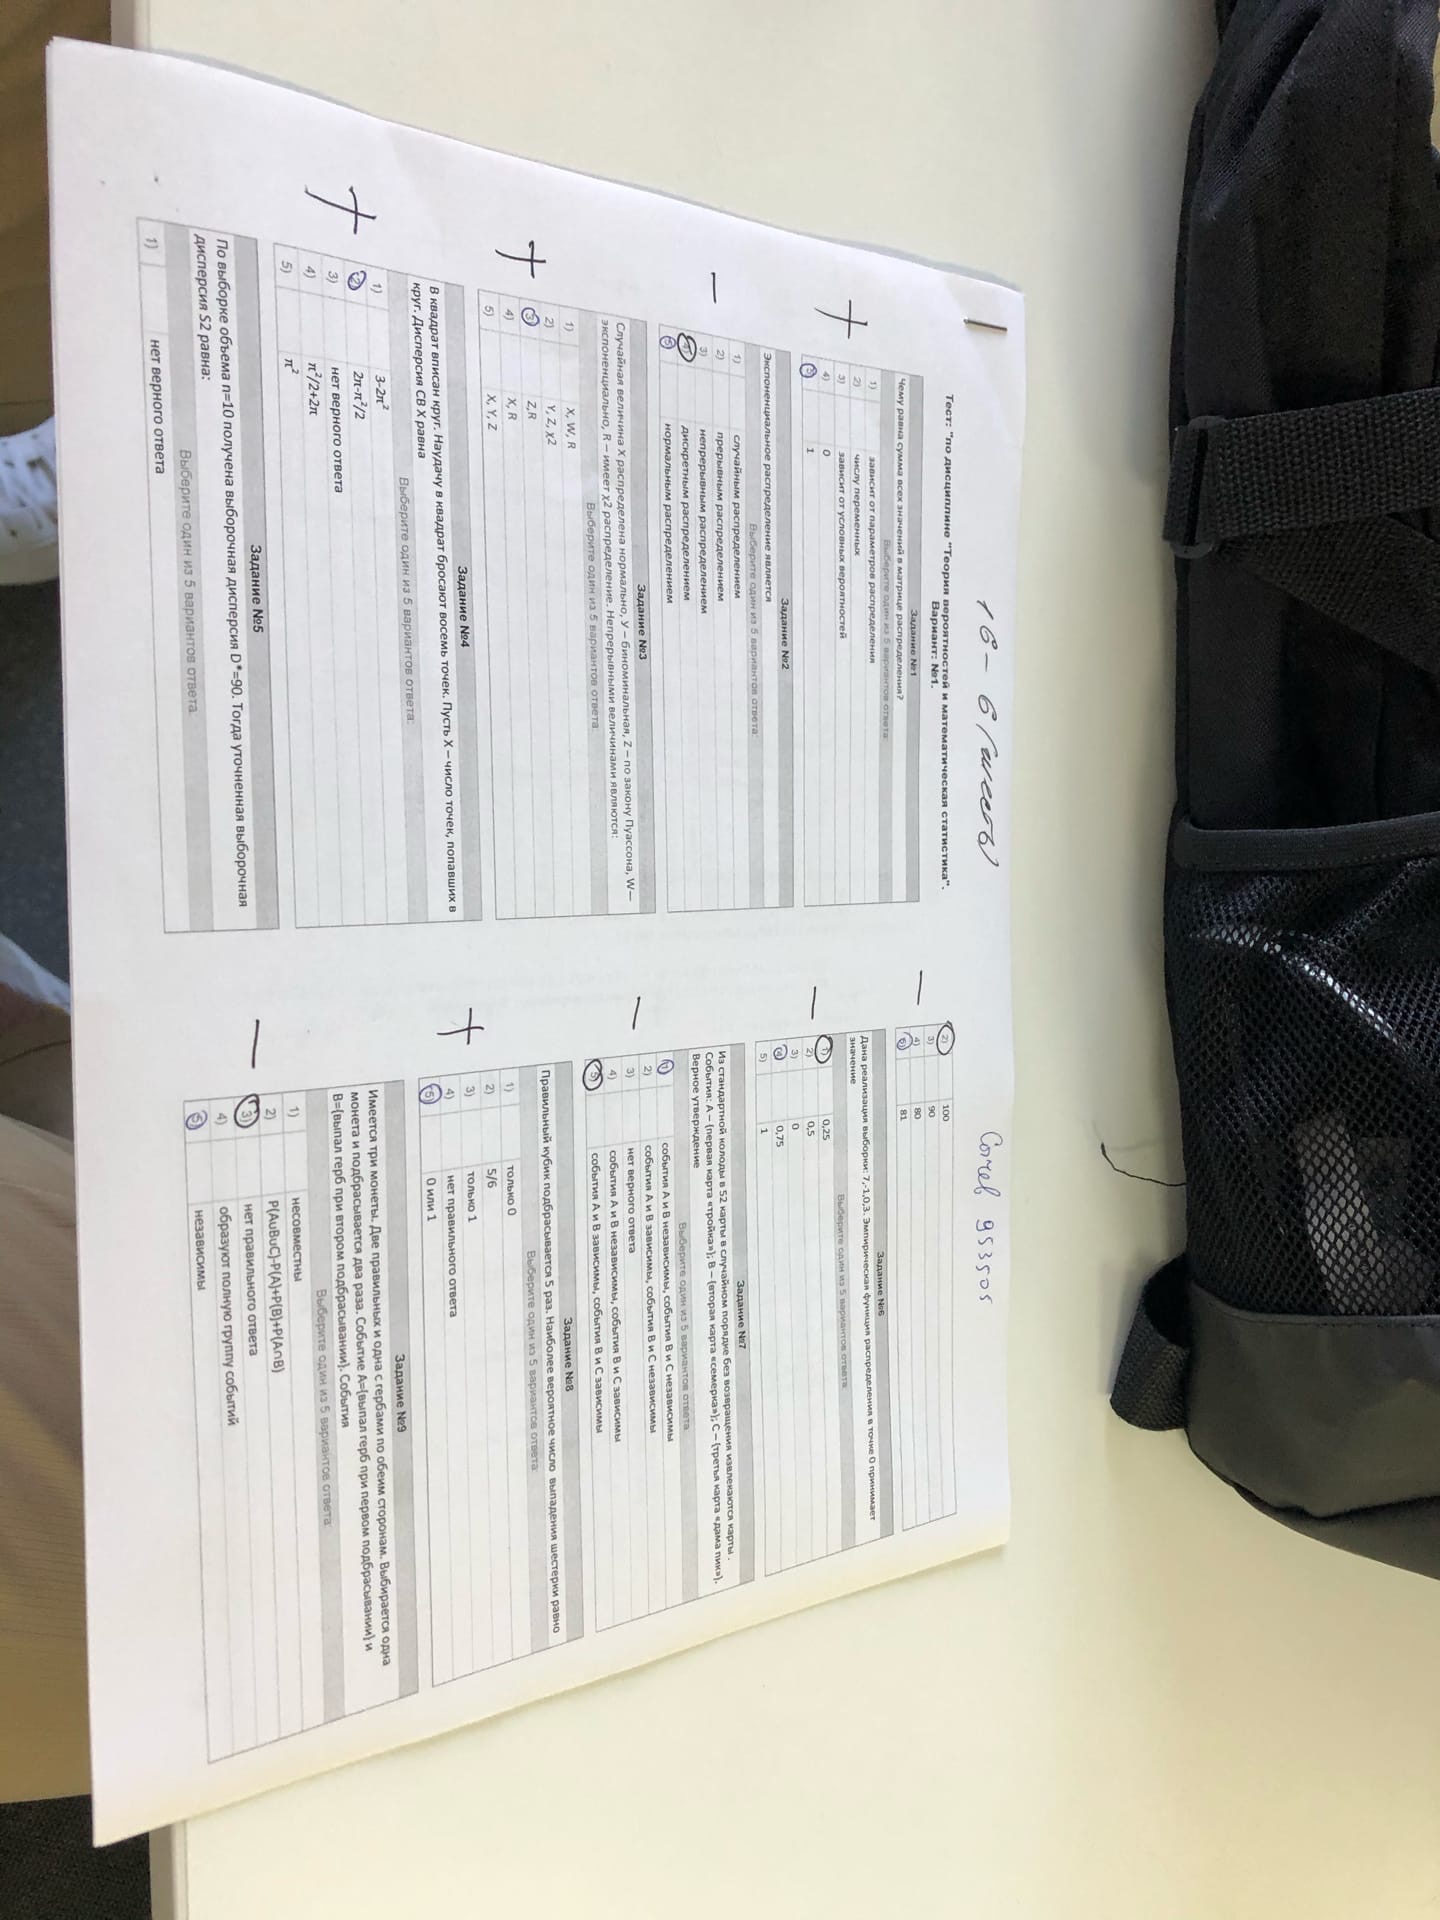 16 – 6 (шесть)
Сычев 953505
Тест: "по дисциплине "Теория вероятностей и математическая статистика".
Вариант: №1.
Задание №1
Чему равна сумма всех значений в матрице распределения?
Выберите один из 5 вариантов ответа:
1) зависит от параметров распределения
2) числу переменных
3) зависит от условных вероятностей
4) 0
5) 1
Задание №2
Экспоненциальное распределение является
Выберите один из 5 вариантов ответа:
1) случайным распределением
2) прерывным распределением
3) непрерывным распределением
4) дискретным распределением
5) нормальным распределением
Задание №3
Случайная величина X распределена нормально, У – биноминальная, Z – по закону Пуассона, W—
экспоненциально, R – имеет χ2 распределение. Непрерывными величинами являются:
Выберите один из 5 вариантов ответа:
1) X, W, R
2) Y, Z, χ2
3) Z,R
4) X, R
5) X, Y, Z
Задание №4
В квадрат вписан круг. Наудачу в квадрат бросают восемь точек. Пусть X – число точек, попавших в
круг. Дисперсия СВ X равна
Выберите один из 5 вариантов ответа:
1) 3-2π²
2) 2π-π²/2
3) нет верного ответа
4) π²/2+2π
5) π²
Задание №5
По выборке объема n=10 получена выборочная дисперсия D*=90. Тогда уточненная выборочная
дисперсия S2 равна:
Выберите один из 5 вариантов ответа:
1) нет верного ответа
2) 100
3) 90
4) 80
5) 81
Задание №6
Дана реализация выборки: 7,-1,0,3. Эмпирическая функция распределения в точке 0 принимает
значение
Выберите один из 5 вариантов ответа:
1) 0,25
2) 0,5
3) 0
4) 0,75
5) 1
Задание №7
Из стандартной колоды в 52 карты в случайном порядке без возвращения извлекаются карты .
События: А – {первая карта «тройка»}; В – {вторая карта «семерка»}; С – {третья карта «дама пик»}.
Верное утверждение
Выберите один из 5 вариантов ответа:
1) события А и В независимы, события В и С независимы
2) события А и В зависимы, события В и С независимы
3) нет верного ответа
4) события А и В независимы, события В и С зависимы
5) события А и В зависимы, события В и С зависимы
Задание №8
Правильный кубик подбрасывается 5 раз. Наиболее вероятное число выпадения шестерки равно
Выберите один из 5 вариантов ответа:
1) только 0
2) 5/6
3) только 1
4) нет правильного ответа
5) 0 или 1
Задание №9
Имеется три монеты. Две правильных и одна с гербами по обеим сторонам. Выбирается одна
монета и подбрасывается два раза. Событие A={выпал герб при первом подбрасывании} и
B={выпал герб при втором подбрасывании}. События
Выберите один из 5 вариантов ответа:
1) несовместны
2) P(A∪B∪C)-P(A)+P(B)+P(A∩B)
3) нет правильного ответа
4) образуют полную группу событий
5) независимы